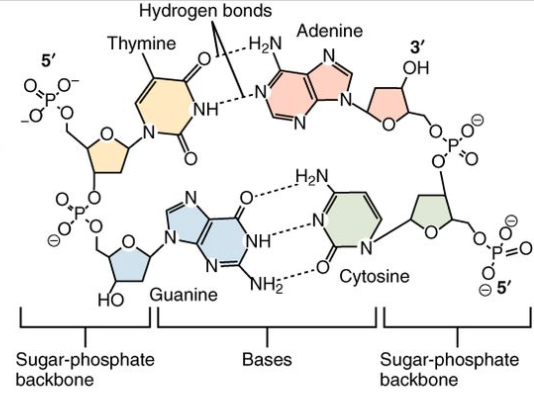 Hydrogen bonds
Thymine
Adenine
5′
3′
O
H2N
N
OH
O
O−
P
−O
O
O
N
NH
N
N
N
O
O
O
O
P
O
⊖
O
O
O
P
O
⊖
O
O
N
O
H2N
N
N
NH
N
N
O
O
O
P
O
O
⊖
⊖
HO
Guanine
NH2
O
Cytosine
5′
Sugar-phosphate
backbone
Bases
Sugar-phosphate
backbone